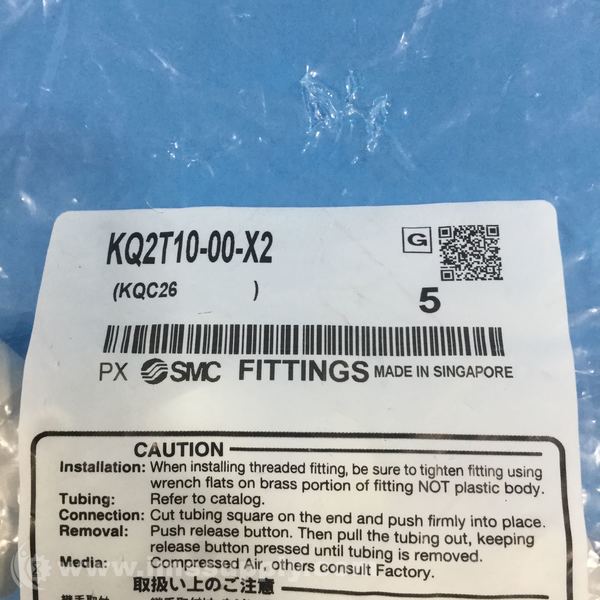 KQ2T10-00-X2
G
(KQC26 )
5
PX SMC FITTINGS MADE IN SINGAPORE
CAUTION
Installation: When installing threaded fitting, be sure to tighten fitting using
wrench flats on brass portion of fitting NOT plastic body.
Tubing: Refer to catalog.
Connection: Cut tubing square on the end and push firmly into place.
Removal: Push release button. Then pull the tubing out, keeping
release button pressed until tubing is removed.
Media: Compressed Air, others consult Factory.
取扱い上のご注意